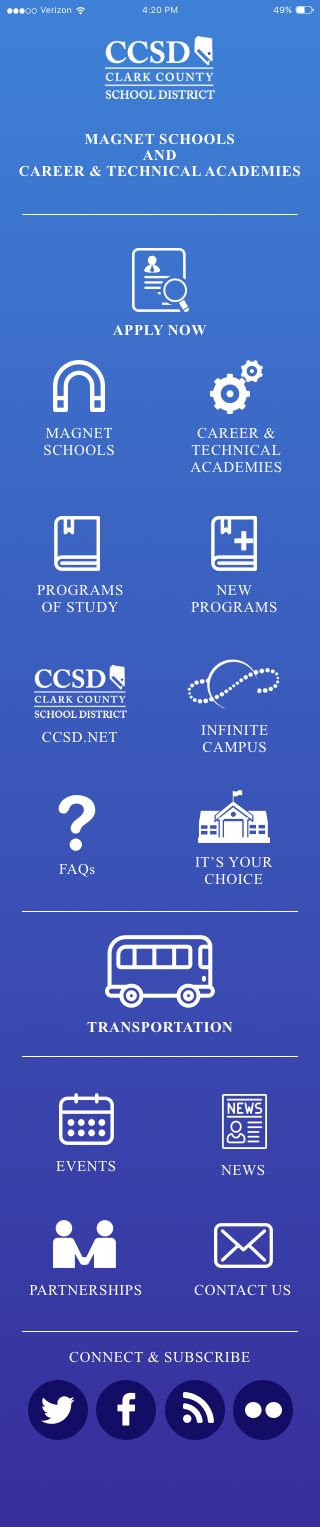 Verizon 4:20 PM 49%
CCSD
CLARK COUNTY
SCHOOL DISTRICT
MAGNET SCHOOLS
AND
CAREER & TECHNICAL ACADEMIES
APPLY NOW
MAGNET
SCHOOLS
CAREER &
TECHNICAL
ACADEMIES
PROGRAMS
OF STUDY
NEW
PROGRAMS
CCSD
CLARK COUNTY
SCHOOL DISTRICT
CCSD.NET
INFINITE
CAMPUS
FAQs
IT'S YOUR
CHOICE
TRANSPORTATION
EVENTS
NEWS
NEWS
PARTNERSHIPS
CONTACT US
CONNECT & SUBSCRIBE